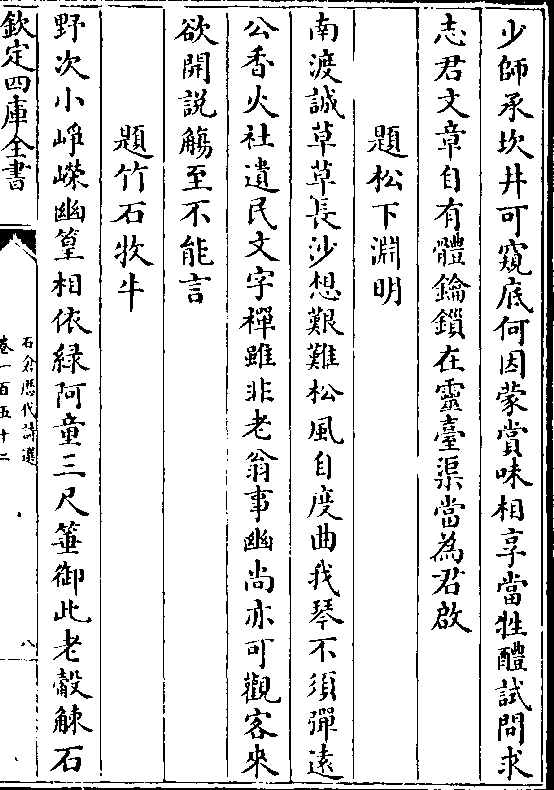 少師承坎井可窺底何因蒙賞味相享當牲醴試問求
志君文章自有體鑰鎖在靈臺渠當為君啟
題松下淵明
南渡誠草草長沙想艱難松風自度曲我琴不須彈遠
公香火社遺民文字禪雖非老翁事幽尚亦可觀客來
欲開說觴至不能言
題竹石牧牛
野次小崢嶸幽篁相依綠阿童三尺箠御此老觳觫石
欽定四庫全書
石倉歷代詩選
卷一百五十二
八